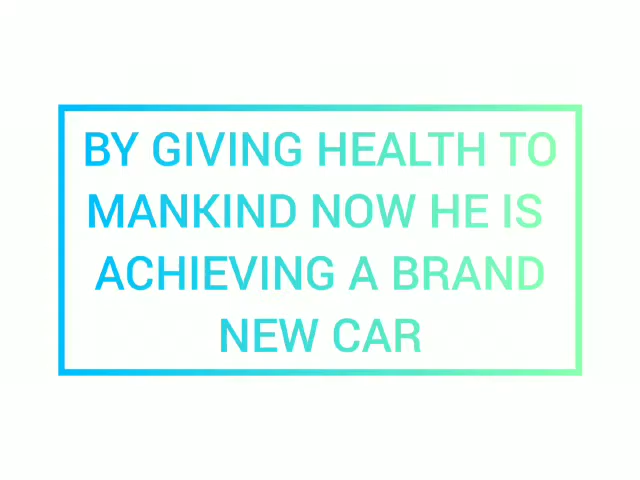 BY GIVING HEALTH TO
MANKIND NOW HE IS
ACHIEVING A BRAND
NEW CAR